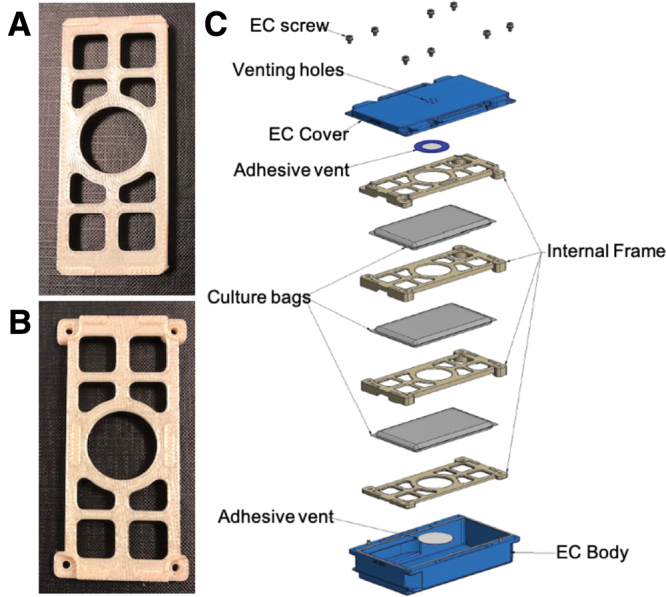 A
C
EC screw
Venting holes
EC Cover
Adhesive vent
Internal Frame
Culture bags
B
Adhesive vent
EC Body